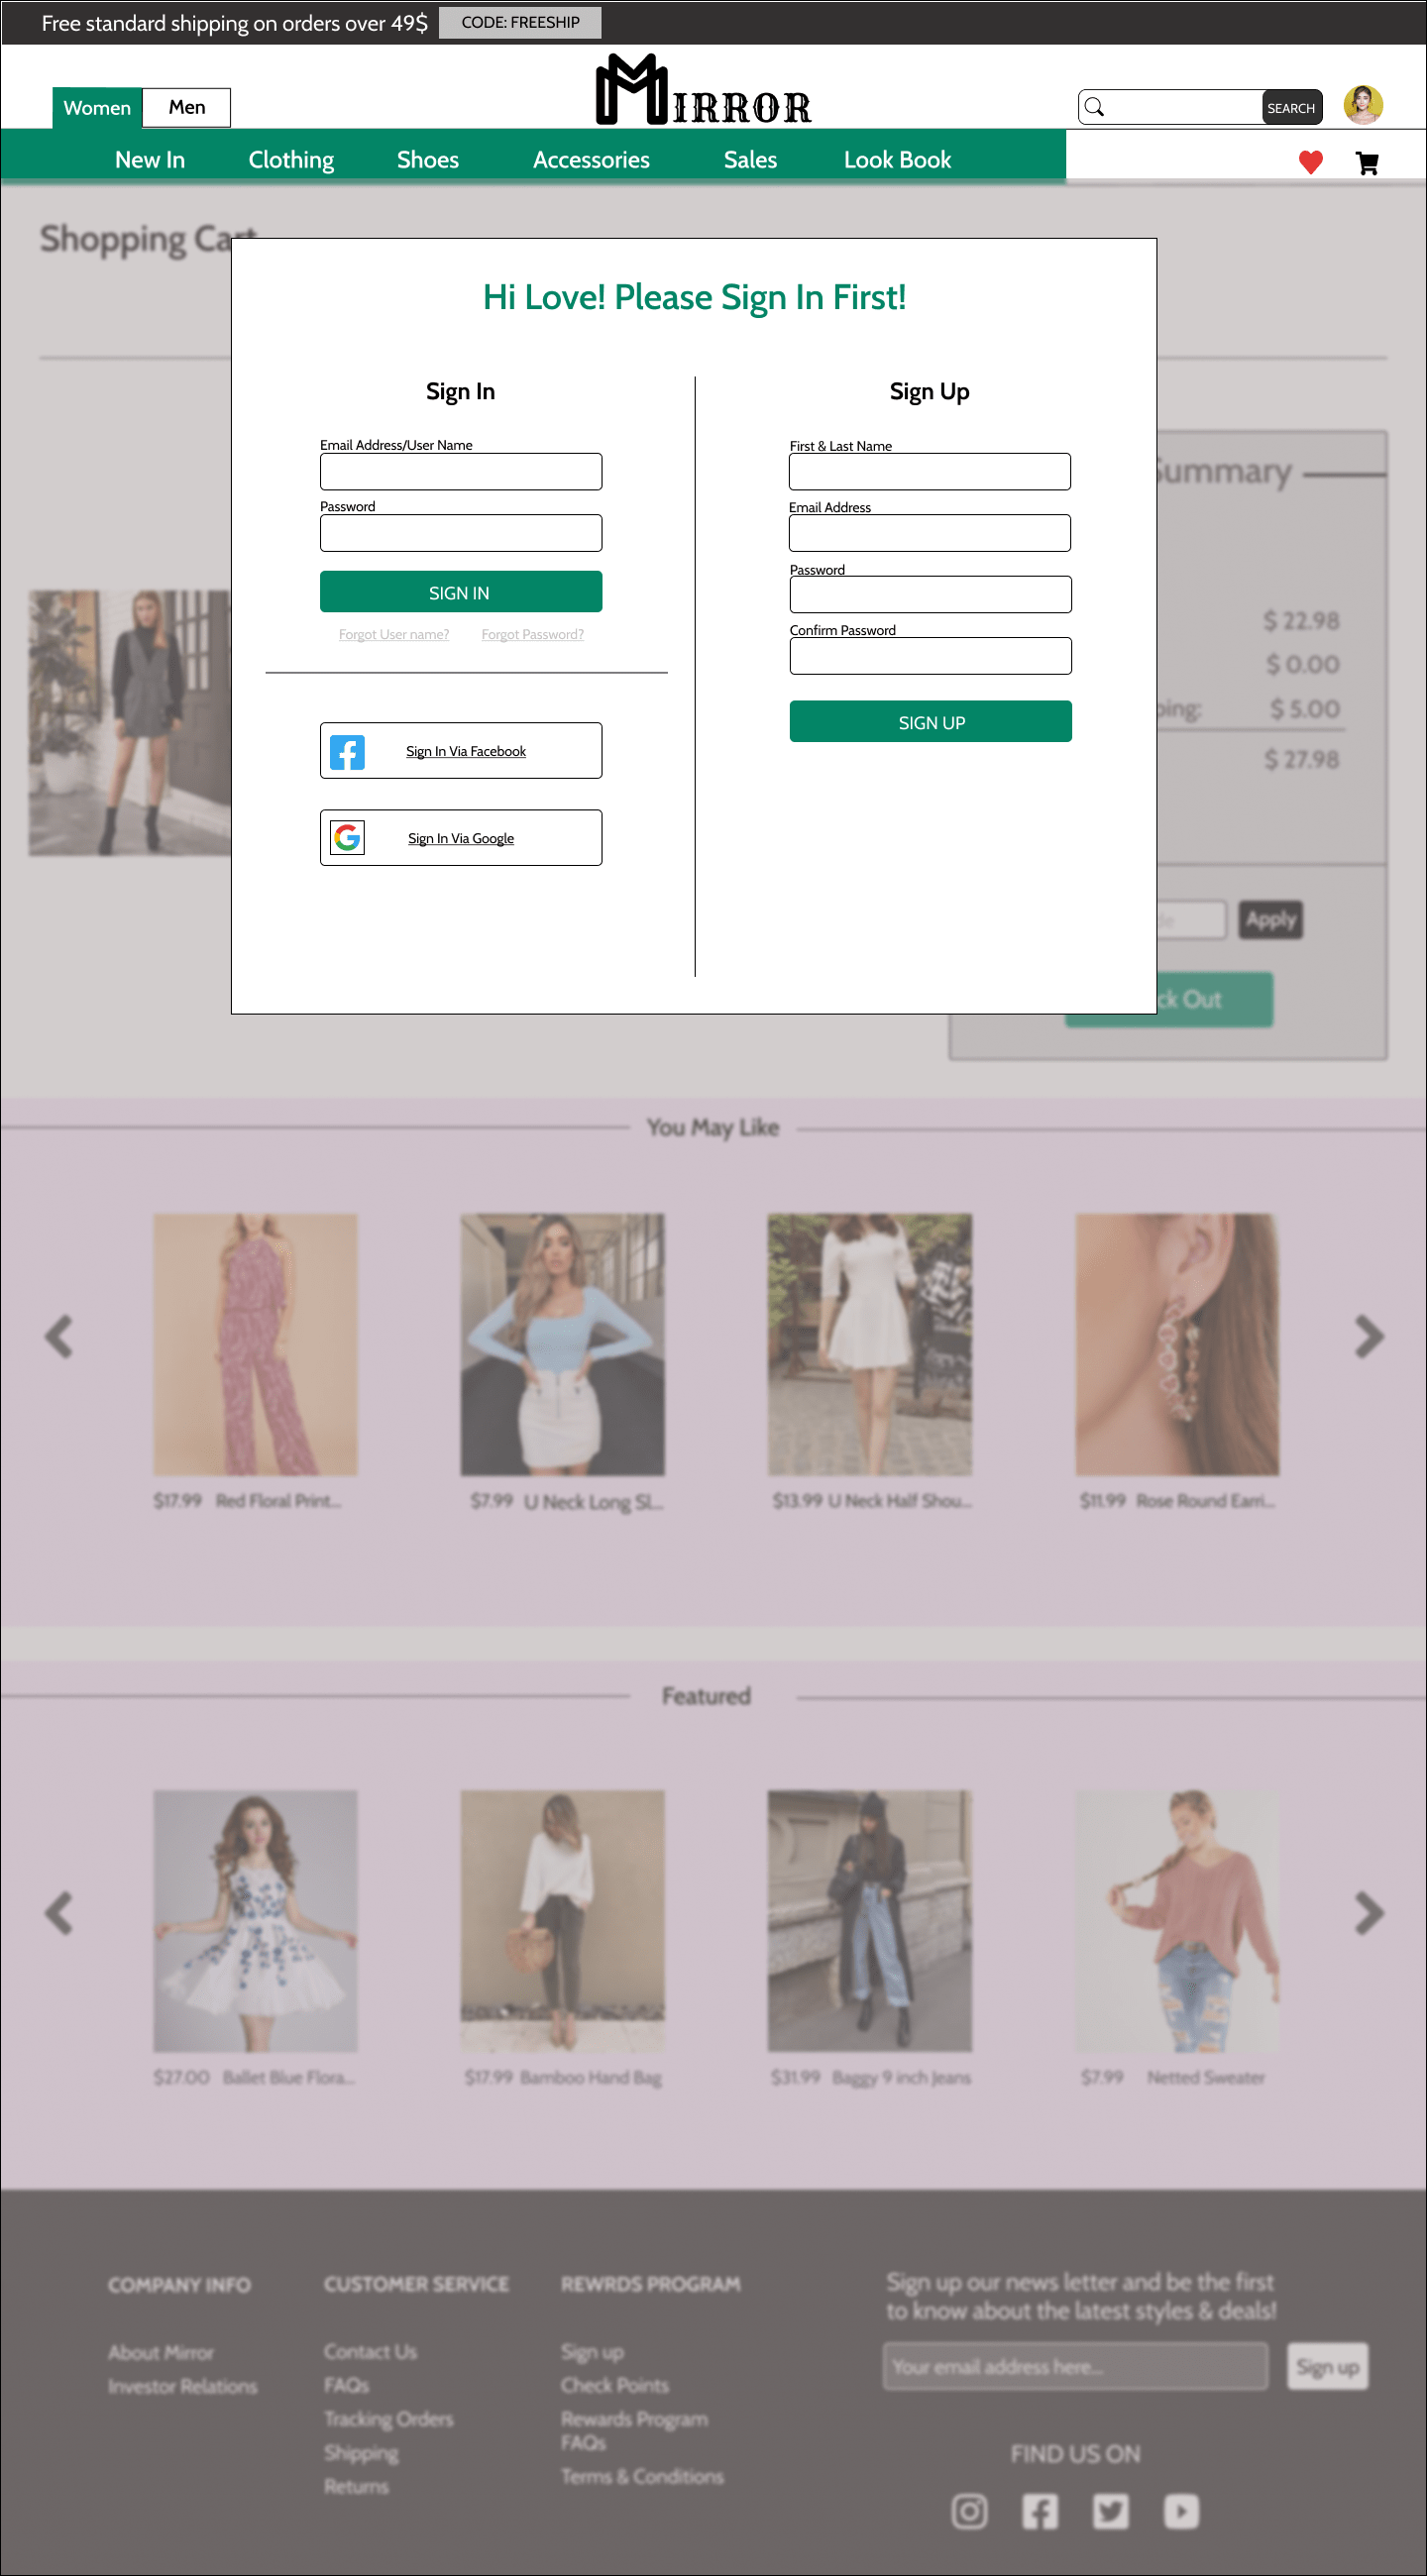 Free standard shipping on orders over 49$ CODE: FREESHIP
MIRROR
Women Men
SEARCH
New In Clothing Shoes Accessories Sales Look Book
Shopping Cart
Hi Love! Please Sign In First!
Sign In
Email Address/User Name
Password
SIGN IN
Forgot User name? Forgot Password?
Sign In Via Facebook
Sign In Via Google
Sign Up
First & Last Name
Email Address
Password
Confirm Password
SIGN UP
Summary
$ 22.98
$ 0.00
$ 5.00
$ 27.98
Apply
Out
You May Like
$17.99 Red Floral Print...
$7.99 U Neck Long Sl...
$13.99 U Neck Half Shou...
$11.99 Rose Round Earri...
Featured
$27.00 Ballet Blue Flora...
$17.99 Bamboo Hand Bag
$31.99 Baggy 9 inch Jeans
$7.99 Netted Sweater
COMPANY INFO
About Mirror
Investor Relations
CUSTOMER SERVICE
Contact Us
FAQs
Tracking Orders
Shipping
Returns
REWRDS PROGRAM
Sign up
Check Points
Rewards Program
FAQs
Terms & Conditions
Sign up our news letter and be the first
to know about the latest styles & deals!
Your email address here...
Sign up
FIND US ON